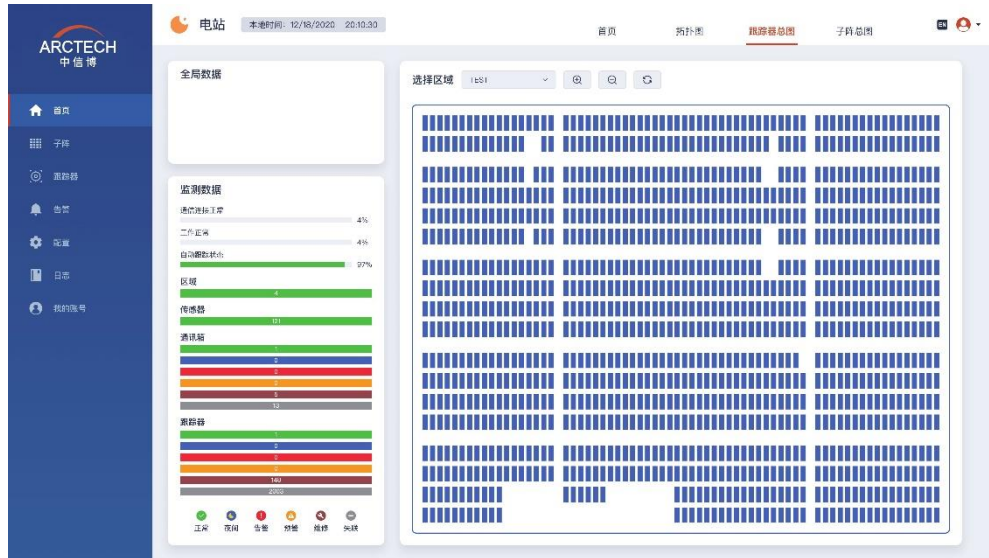 ARCTECH
中信博
首页
子阵
跟踪器
告警
配置
日志
我的账号
电站
本地时间: 12/18/2020 20:10:30
首页
拓扑图
跟踪器总图
子阵总图
EN
全局数据
监测数据
通信连接正常
4%
工作正常
4%
自动跟踪状态
97%
区域
4
传感器
121
通讯箱
1
0
0
0
5
10
跟踪器
1
0
0
0
140
正常
夜间
告警
预警
维修
失联
选择区域
TEST